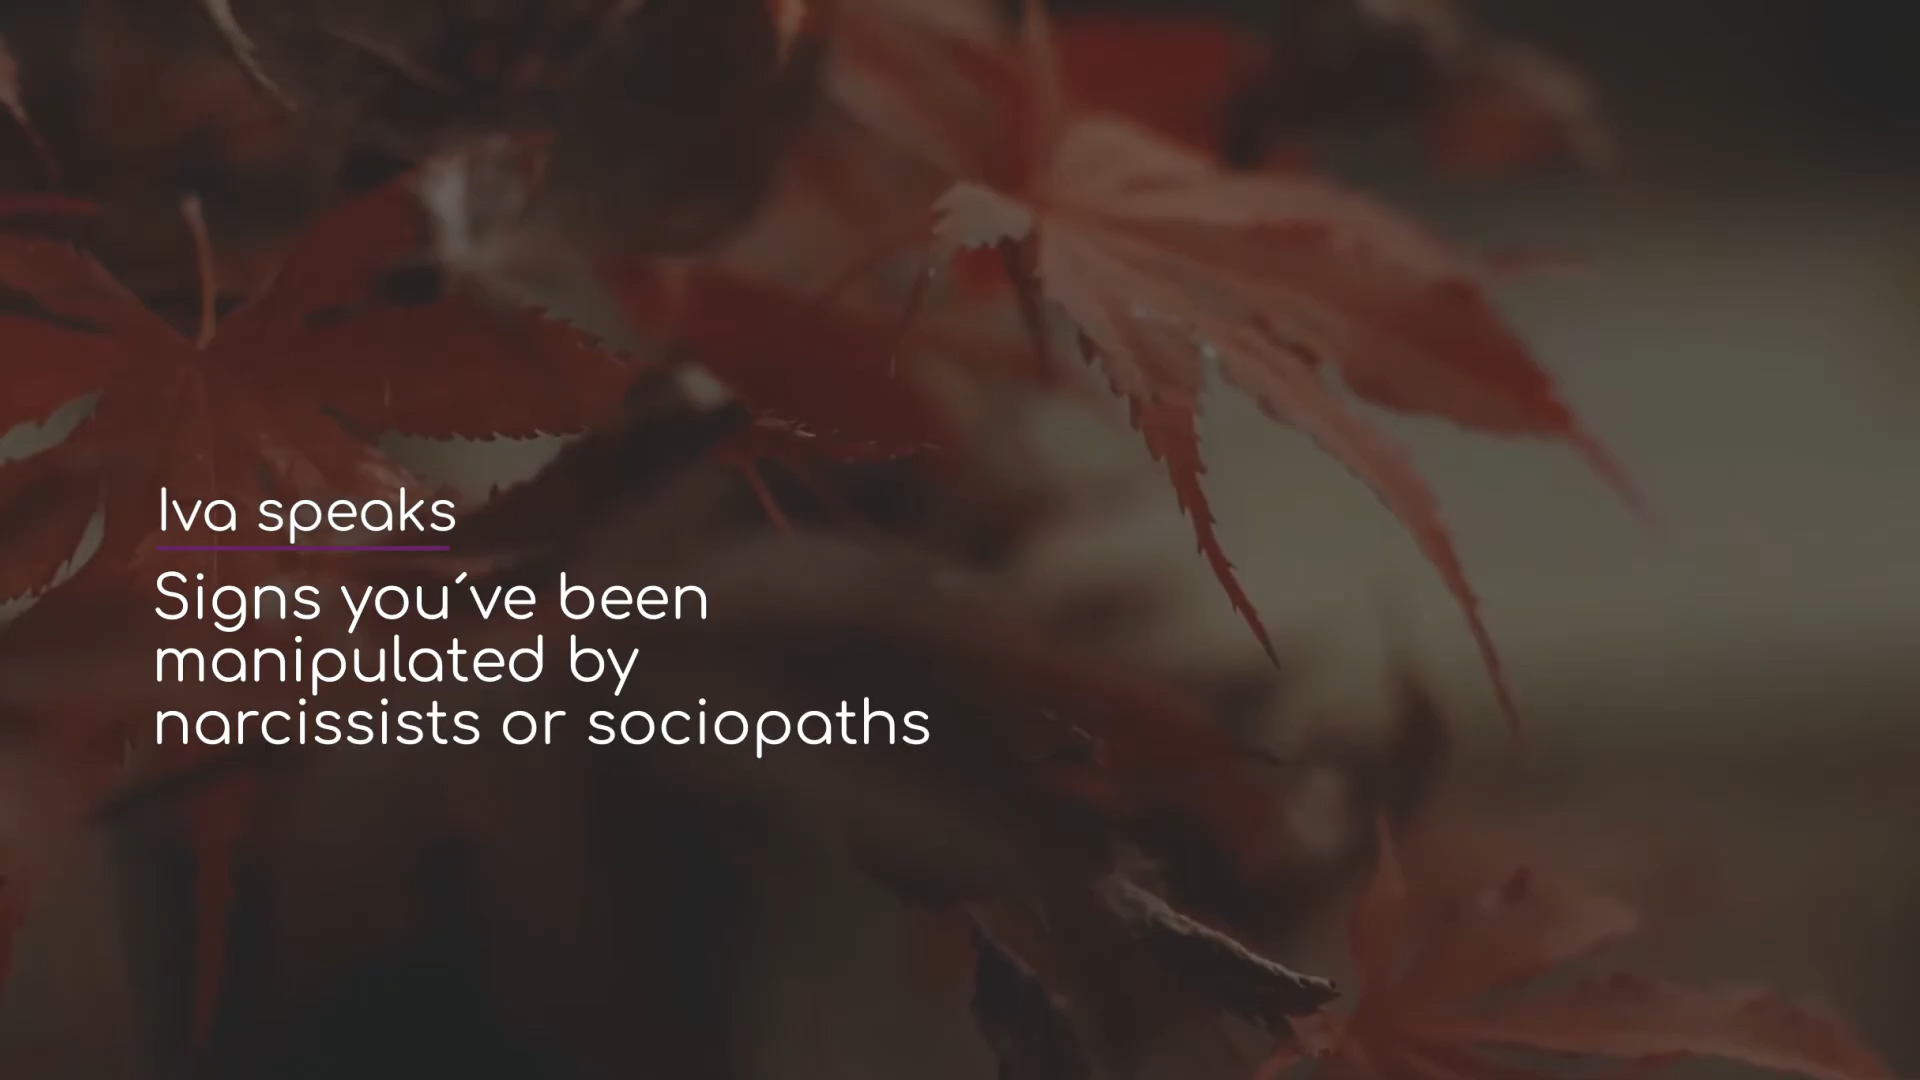 Iva speaks
Signs you´ve been
manipulated by
narcissists or sociopaths